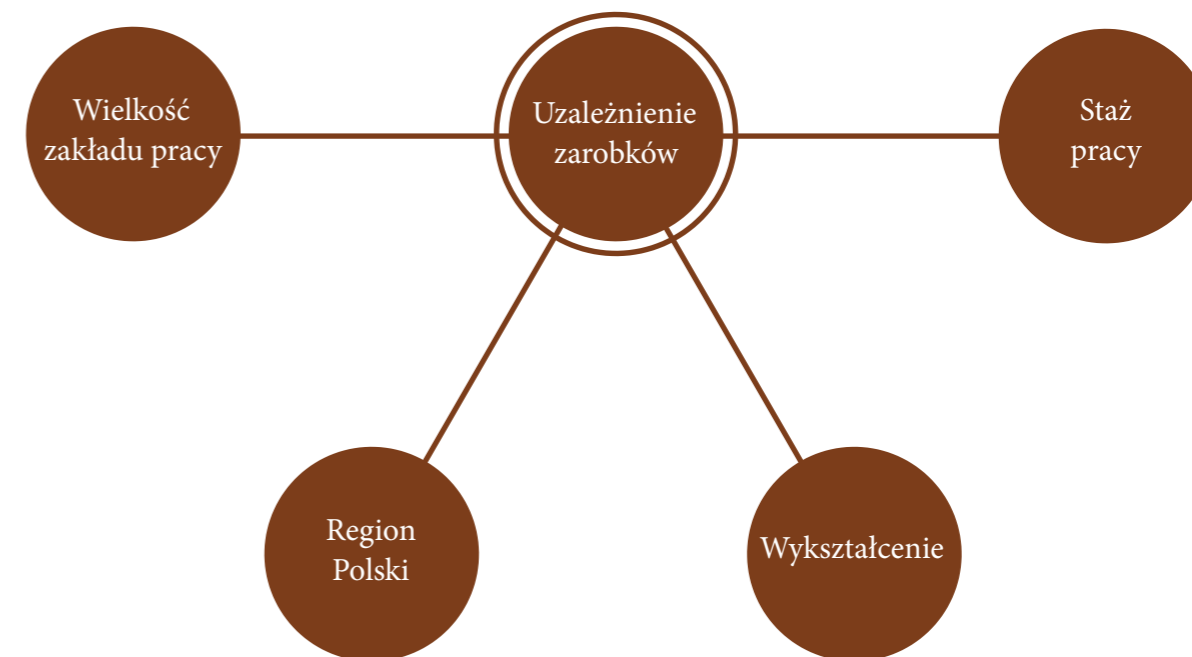 Wielkość
zakładu pracy
Uzależnienie
zarobków
Staż
pracy
Region
Polski
Wykształcenie